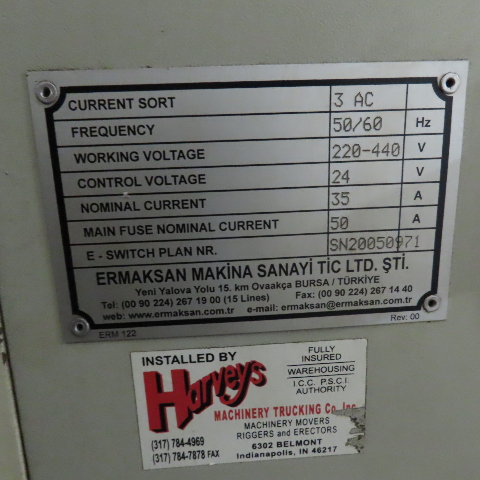 CURRENT SORT 3 AC
FREQUENCY 50/60 Hz
WORKING VOLTAGE 220-440 V
CONTROL VOLTAGE 24 V
NOMINAL CURRENT 35 A
MAIN FUSE NOMINAL CURRENT 50 A
E - SWITCH PLAN NR. SN20050971
ERMAKSAN MAKİNA SANAYİ TİC LTD. ŞTİ.
Yeni Yalova Yolu 15. km Ovaakça BURSA / TÜRKİYE
Tel: (00 90 224) 267 19 00 (15 Lines) Fax: (00 90 224) 267 14 40
web: www.ermaksan.com.tr e-mail: ermaksan@ermaksan.com.tr
ERM 122 Rev. 00
INSTALLED BY
FULLY
INSURED
WAREHOUSING
I.C.C. P.S.C.I
AUTHORITY
Harveys
MACHINERY TRUCKING Co. Inc.
MACHINERY MOVERS
RIGGERS and ERECTORS
(317) 784-4969
6302 BELMONT
(317) 784-7878 FAX
Indianapolis, IN 46217